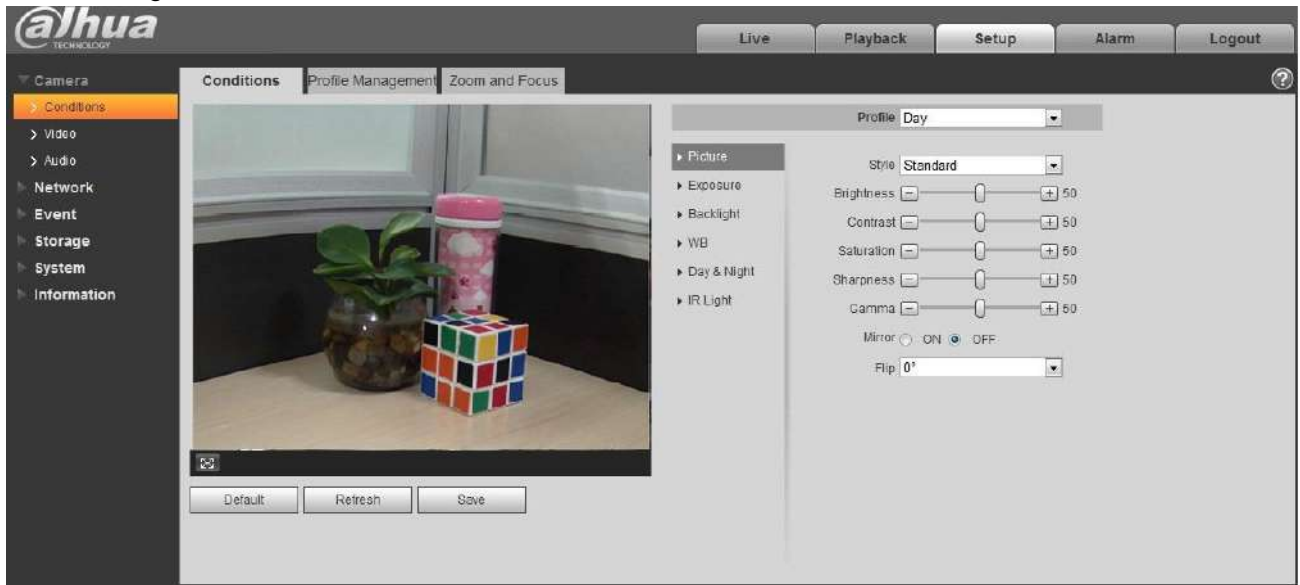 alhua
TECHNOLOGY
Live
Playback
Setup
Alarm
Logout
Camera
Conditions
Video
Audio
Network
Event
Storage
System
Information
Conditions
Profile Management
Zoom and Focus
?
Default
Refresh
Save
Profile Day
Picture
Exposure
Backlight
WB
Day & Night
IR Light
Style Standard
Brightness - + 50
Contrast - + 50
Saturation - + 50
Sharpness - + 50
Gamma - + 50
Mirror ON OFF
Flip 0°